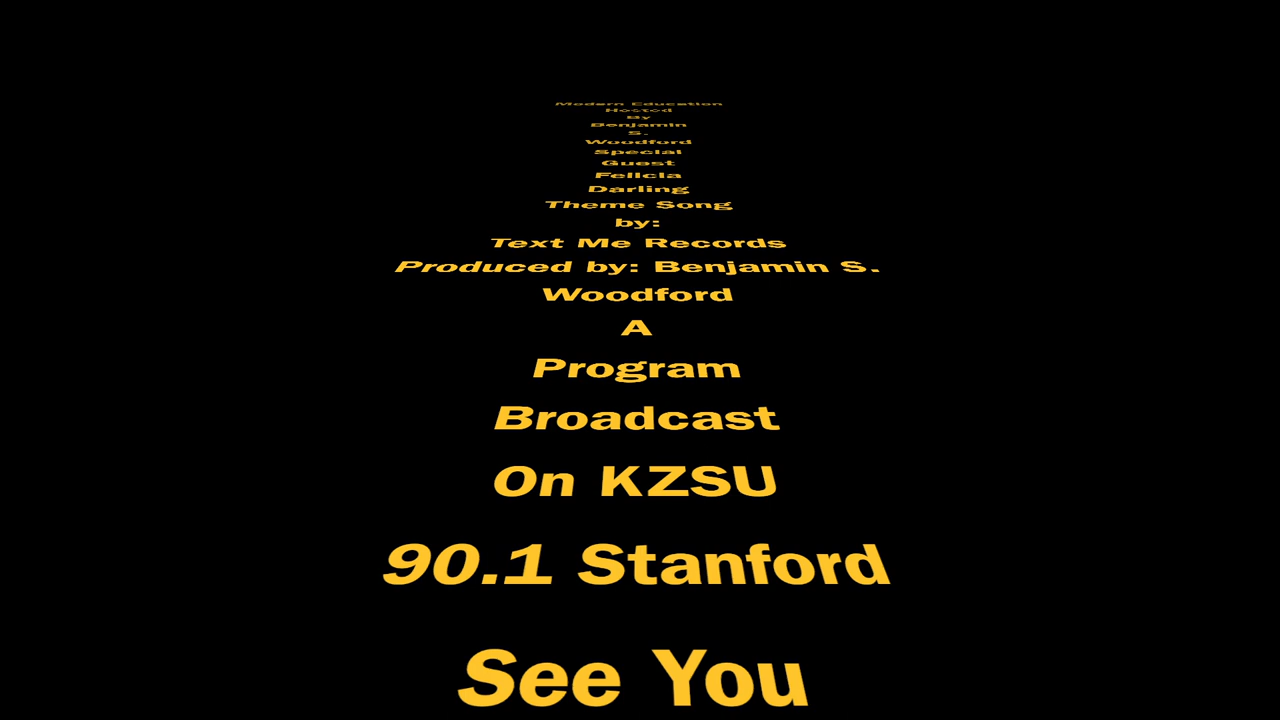 Modern Education
Hosted
By
Benjamin
S.
Woodford
Special
Guest
Felicia
Darling
Theme Song
by:
Text Me Records
Produced by: Benjamin S.
Woodford
A
Program
Broadcast
On KZSU
90.1 Stanford
See You